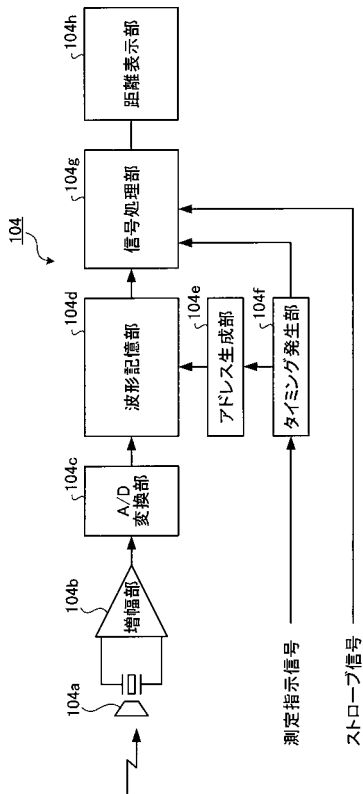 104
104a
104b
増幅部
104c
A/D
変換部
104d
波形記憶部
104e
アドレス生成部
104f
タイミング発生部
104g
信号処理部
104h
距離表示部
測定指示信号
ストローブ信号